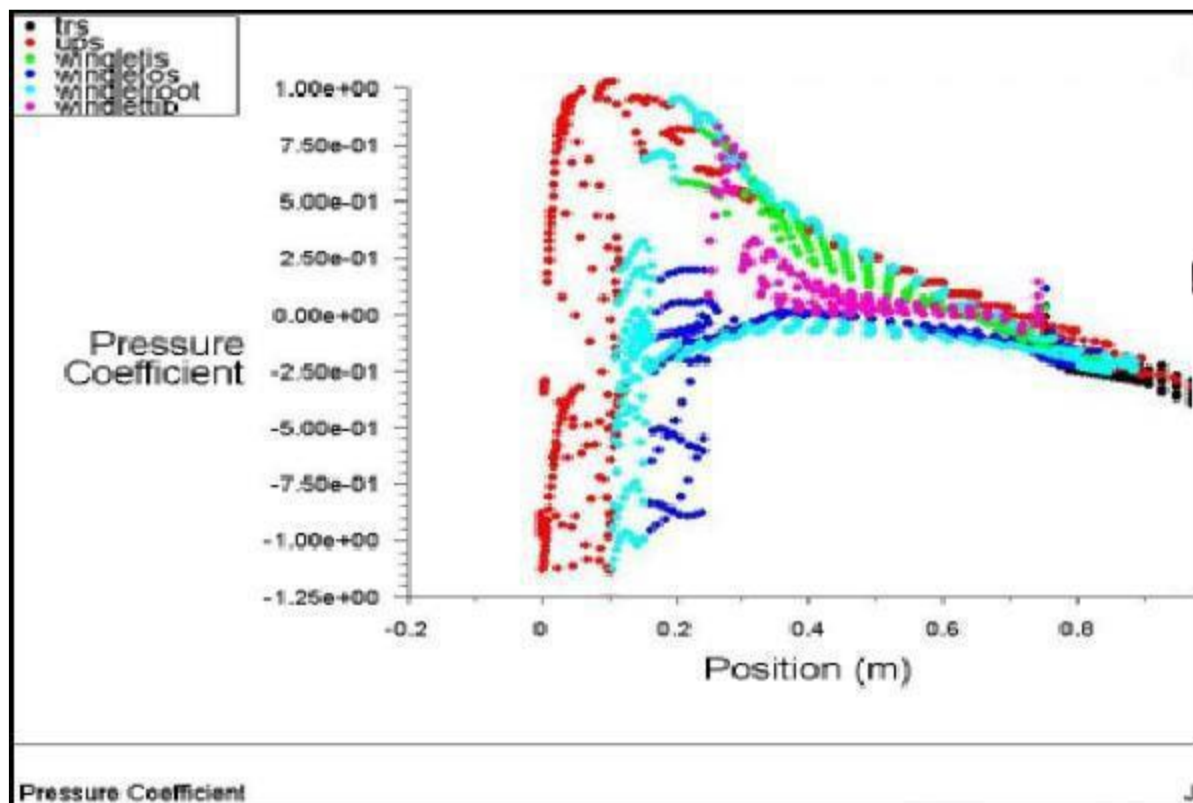 trs
ups
wingletis
wingletos
wingletroot
winglettip
1.00e+00
7.50e-01
5.00e-01
2.50e-01
0.00e+00
-2.50e-01
-5.00e-01
-7.50e-01
-1.00e+00
-1.25e+00
Pressure
Coefficient
-0.2
0
0.2
0.4
0.6
0.8
Position (m)
Pressure Coefficient
J